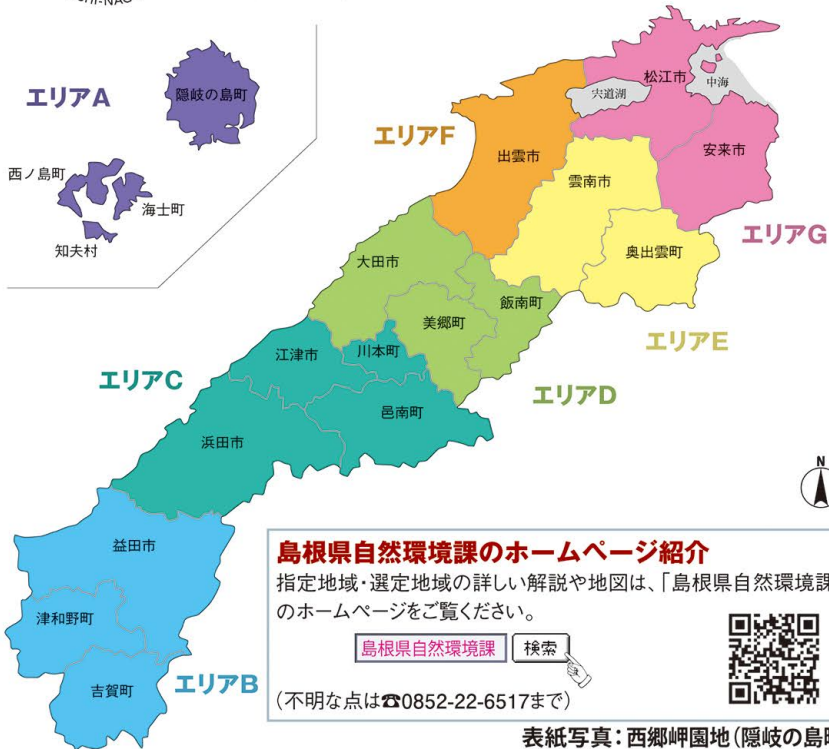 エリアA
隠岐の島町
西ノ島町
海士町
知夫村
松江市
中海
宍道湖
エリアF
出雲市
安来市
雲南市
エリアG
奥出雲町
大田市
飯南町
美郷町
エリアE
江津市
川本町
エリアC
エリアD
邑南町
浜田市
N
益田市
津和野町
吉賀町
エリアB
島根県自然環境課のホームページ紹介
指定地域・選定地域の詳しい解説や地図は、「島根県自然環境課
のホームページをご覧ください。
島根県自然環境課 検索
(不明な点は☎0852-22-6517まで)
表紙写真：西郷岬園地(隠岐の島町